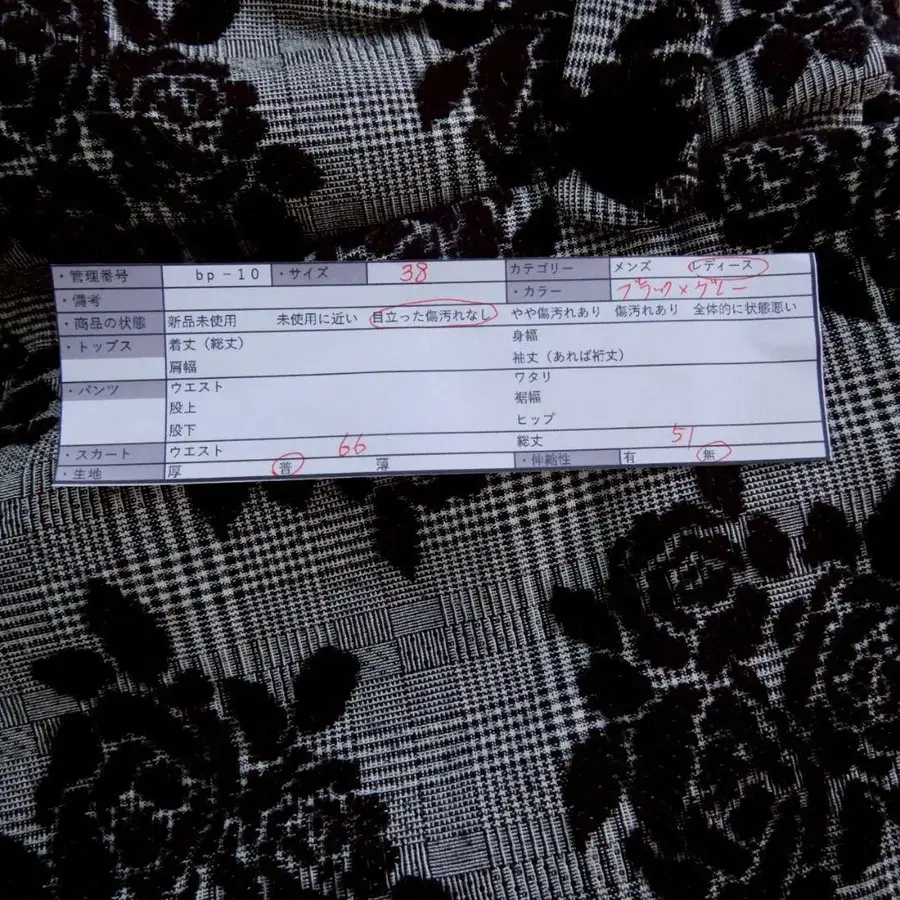 ・管理番号 bp-10 ・サイズ 38 カテゴリー メンズ レディース
・備考 ・カラー ブラック×グレー
・商品の状態 新品未使用 未使用に近い 目立った傷汚れなし やや傷汚れあり 傷汚れあり 全体的に状態悪い
・トップス 着丈（総丈） 身幅
肩幅 袖丈（あれば裄丈）
・パンツ ウエスト ワタリ
股上 裾幅
股下 ヒップ
・スカート ウエスト 66 総丈 51
・生地 厚 普 薄 ・伸縮性 有 無